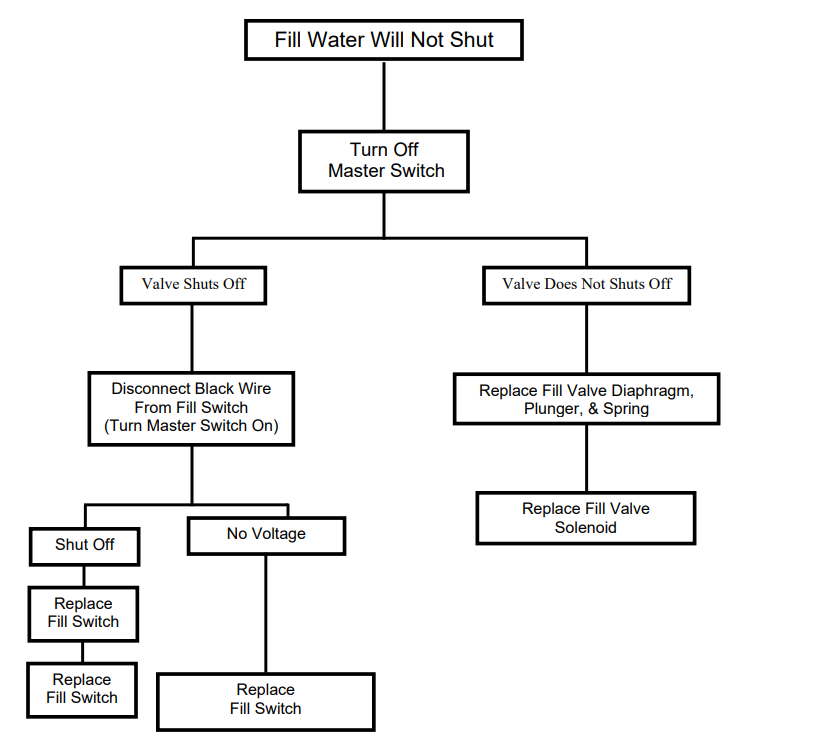 Fill Water Will Not Shut
Turn Off
Master Switch
Valve Shuts Off
Valve Does Not Shuts Off
Disconnect Black Wire
From Fill Switch
(Turn Master Switch On)
Replace Fill Valve Diaphragm,
Plunger, & Spring
Replace Fill Valve
Solenoid
Shut Off
No Voltage
Replace
Fill Switch
Replace
Fill Switch
Replace
Fill Switch